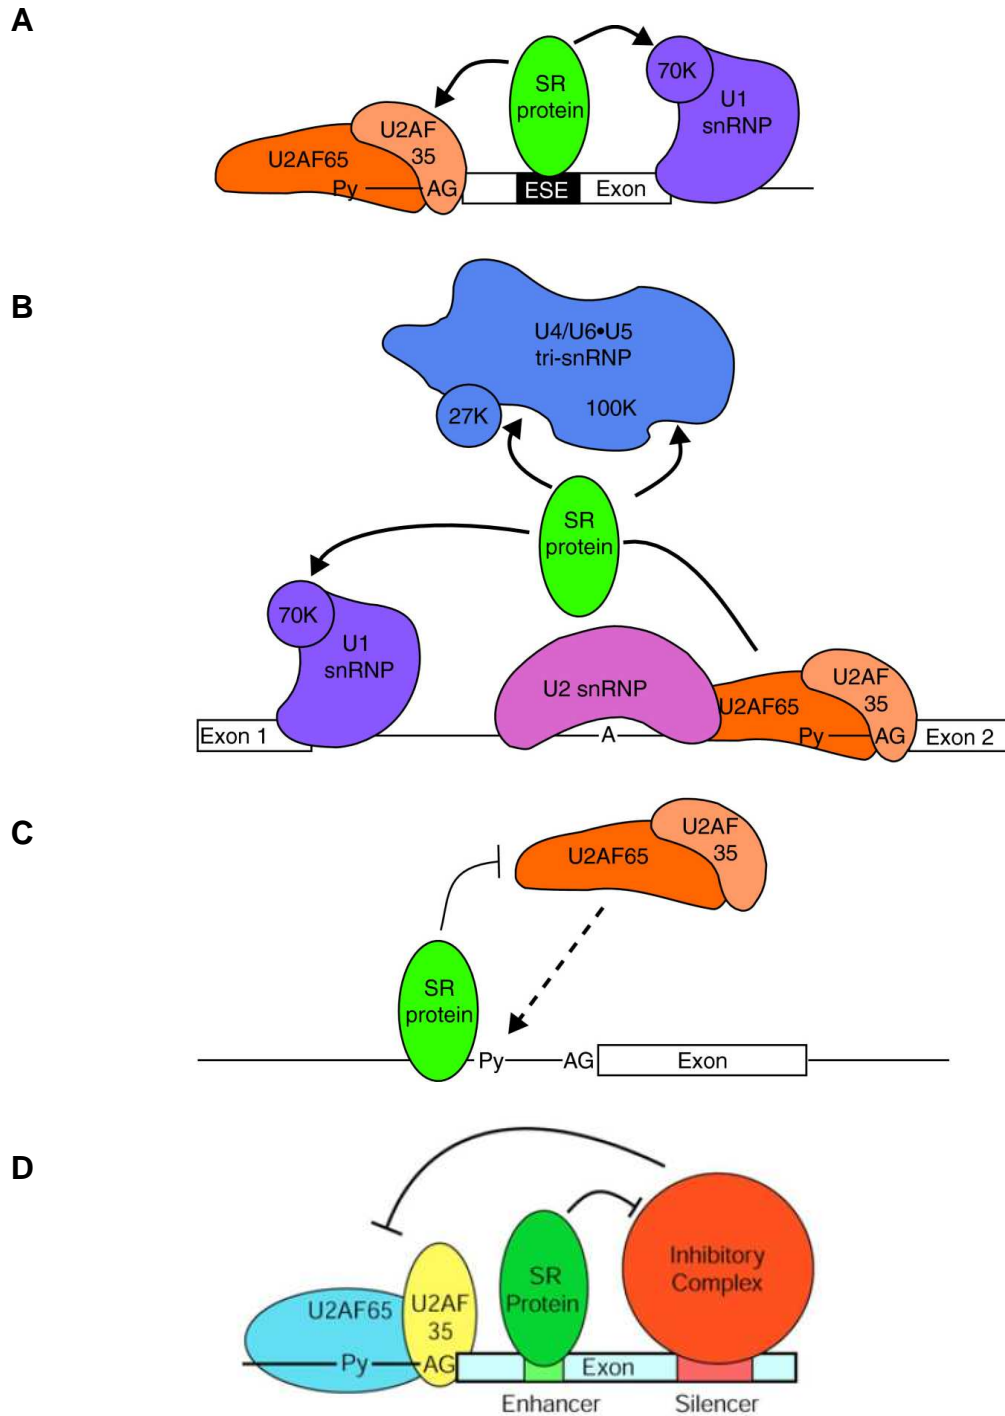 A
SR
protein
70K
U1
snRNP
U2AF
35
U2AF65
Py
AG
ESE
Exon
B
U4/U6•U5
tri-snRNP
27K
100K
SR
protein
70K
U1
snRNP
U2 snRNP
U2AF65
U2AF
35
Exon 1
A
Py
AG
Exon 2
C
U2AF65
U2AF
35
SR
protein
Py
AG
Exon
D
U2AF65
U2AF
35
SR
Protein
Inhibitory
Complex
Py
AG
Exon
Enhancer
Silencer